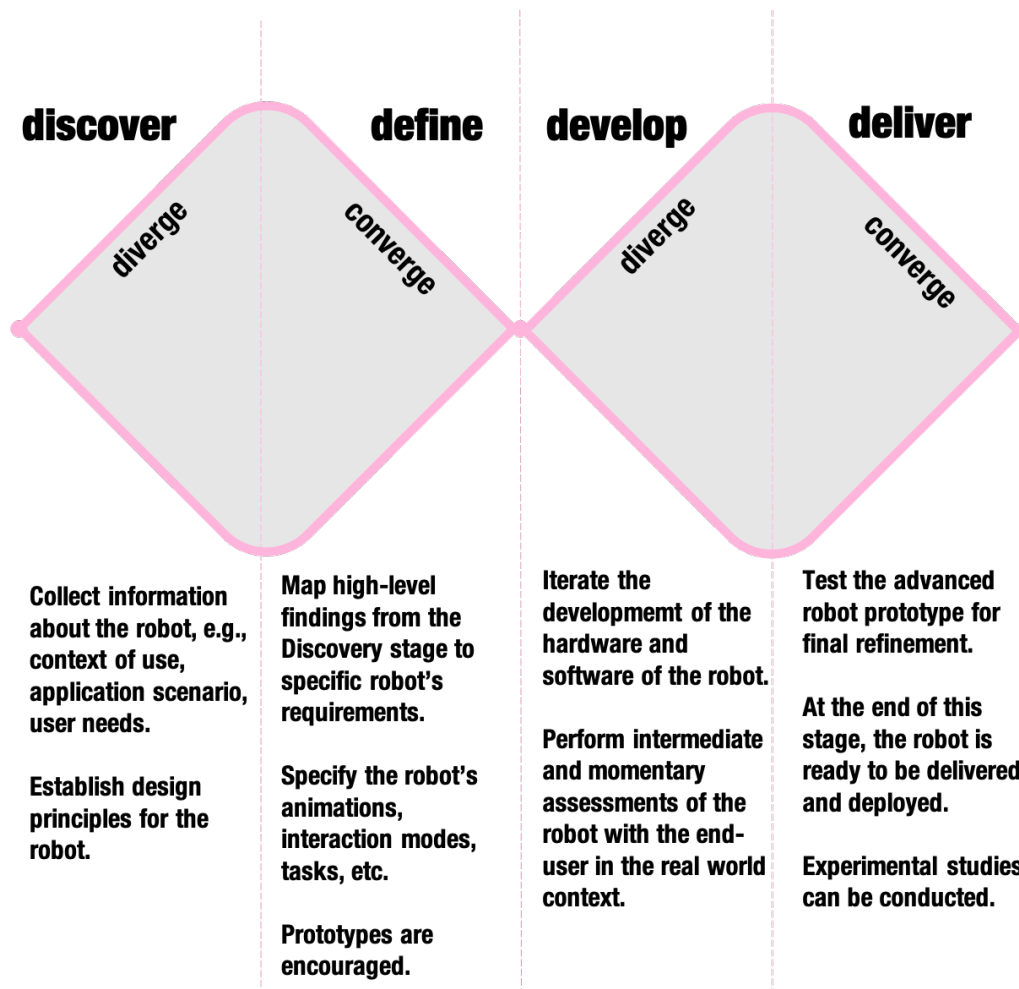 discover
define
develop
deliver
diverge
converge
diverge
converge
Collect information
about the robot, e.g.,
context of use,
application scenario,
user needs.
Establish design
principles for the
robot.
Map high-level
findings from the
Discovery stage to
specific robot's
requirements.
Specify the robot's
animations,
interaction modes,
tasks, etc.
Prototypes are
encouraged.
Iterate the
developmemt of the
hardware and
software of the robot.
Perform intermediate
and momentary
assessments of the
robot with the end-
user in the real world
context.
Test the advanced
robot prototype for
final refinement.
At the end of this
stage, the robot is
ready to be delivered
and deployed.
Experimental studies
can be conducted.